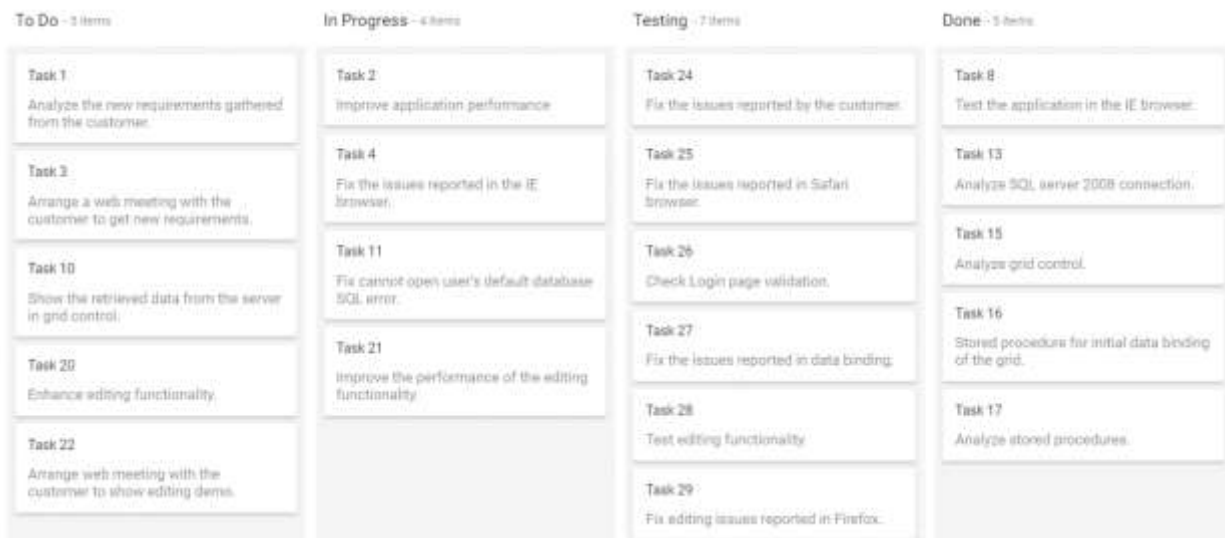 To Do - 5 items
Task 1
Analyze the new requirements gathered
from the customer.
Task 3
Arrange a web meeting with the
customer to get new requirements.
Task 10
Show the retrieved data from the server
in grid control.
Task 20
Enhance editing functionality.
Task 22
Arrange web meeting with the
customer to show editing demo.
In Progress - 4 items
Task 2
Improve application performance
Task 4
Fix the issues reported in the IE
browser.
Task 11
Fix cannot open user's default database
SQL error.
Task 21
Improve the performance of the editing
functionality
Testing - 7 items
Task 24
Fix the issues reported by the customer.
Task 25
Fix the issues reported in Safari
browser.
Task 26
Check Login page validation.
Task 27
Fix the issues reported in data binding.
Task 28
Test editing functionality.
Task 29
Fix editing issues reported in Firefox.
Done - 5 items
Task 8
Test the application in the IE browser.
Task 13
Analyze SQL server 2008 connection.
Task 15
Analyze grid control.
Task 16
Stored procedure for initial data binding
of the grid.
Task 17
Analyze stored procedures.